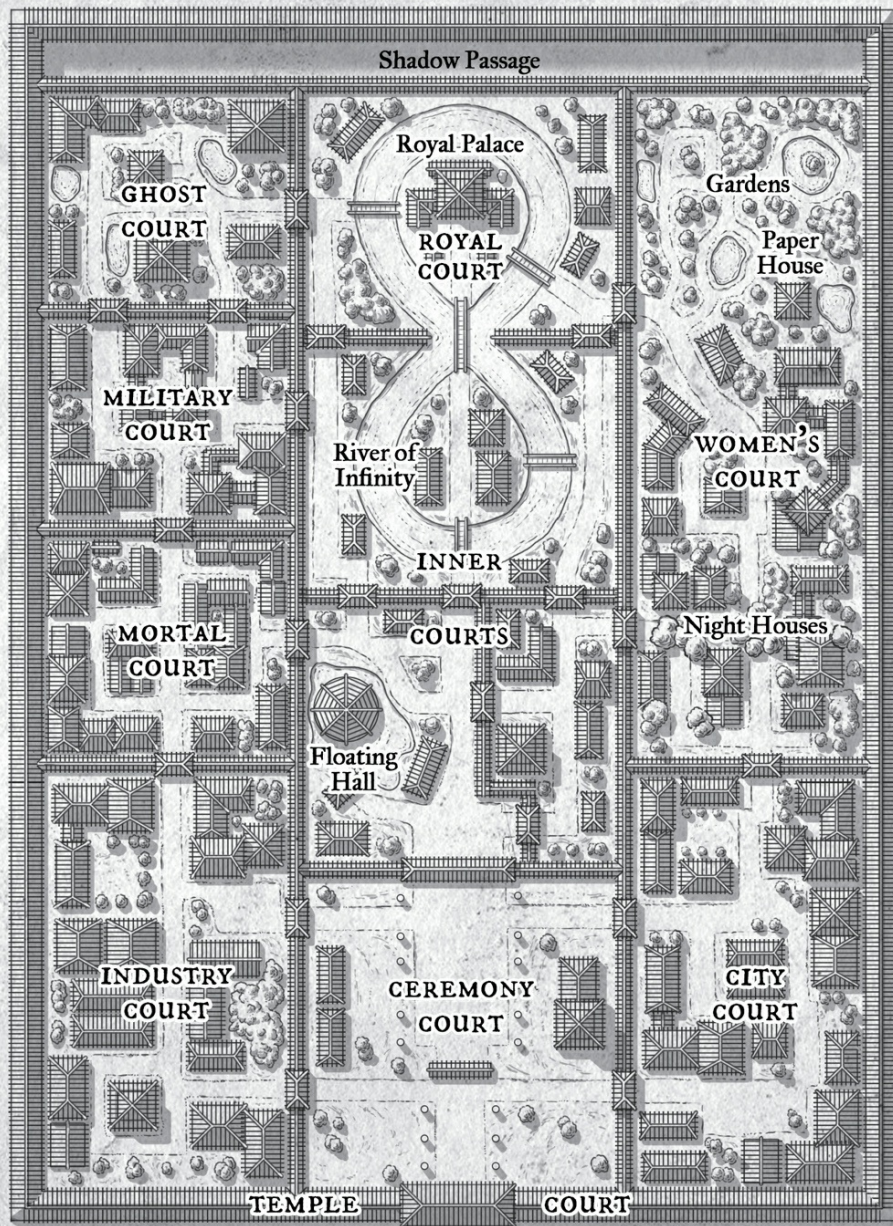 Shadow Passage
GHOST
COURT
Royal Palace
ROYAL
COURT
Gardens
Paper
House
MILITARY
COURT
River of
Infinity
WOMEN'S
COURT
INNER
COURTS
MORTAL
COURT
Night Houses
Floating
Hall
INDUSTRY
COURT
CEREMONY
COURT
CITY
COURT
TEMPLE COURT